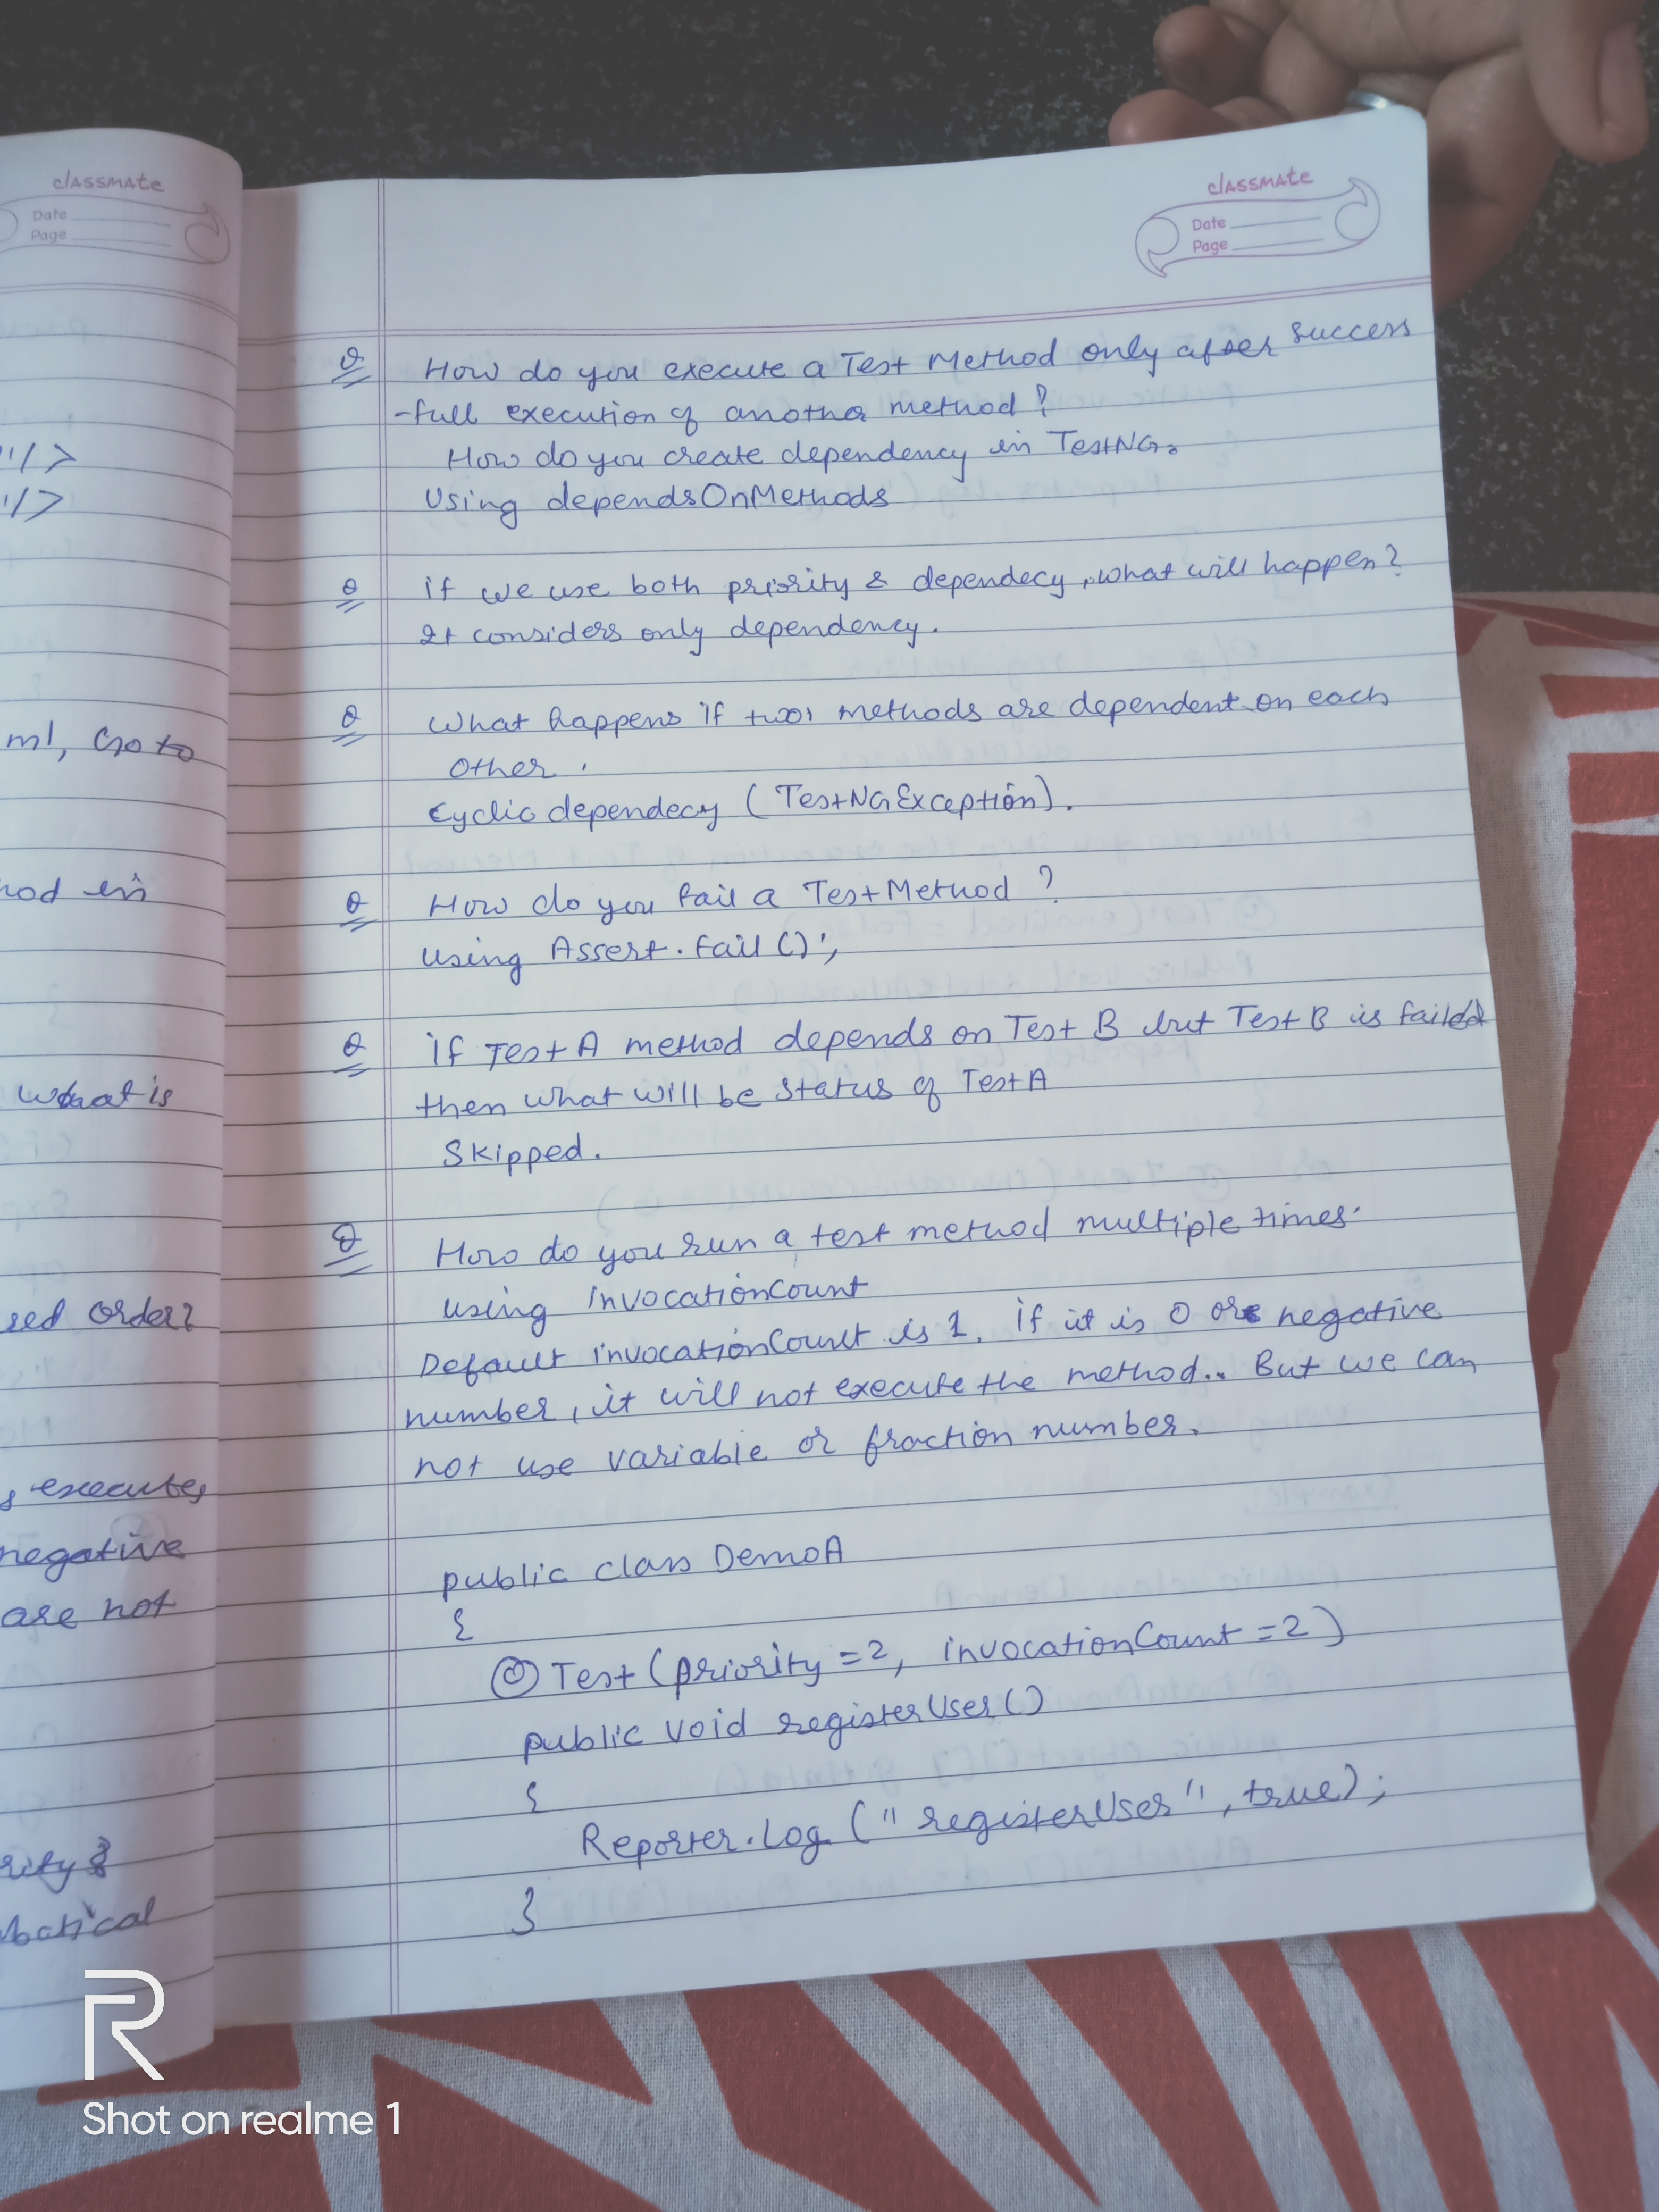 classmate
Date
Page
"/>
"/>
ml, Go to
hod in
what is
sed order?
s executes
negative
are not
rity &
batical
classmate
Date
Page
Q How do you execute a Test Method only after success
-full execution of another method?
How do you create dependency in TestNG.
Using dependsOnMethods
Q if we use both priority & dependecy, what will happen?
It considers only dependency.
Q What happens if two methods are dependent on each
other.
Cyclic dependecy (TestNGException).
Q How do you fail a TestMethod?
using Assert.fail();
Q if Test A method depends on Test B but Test B is failed
then what will be status of Test A
Skipped.
Q How do you run a test method multiple times.
using invocationCount
Default invocationCount is 1. if it is 0 or negative
number, it will not execute the method.. But we can
not use variable or fraction number.
public class DemoA
{
@Test(priority=2, invocationCount=2)
public void registerUser()
{
Reporter.log("registerUser", true);
}
R
Shot on realme 1